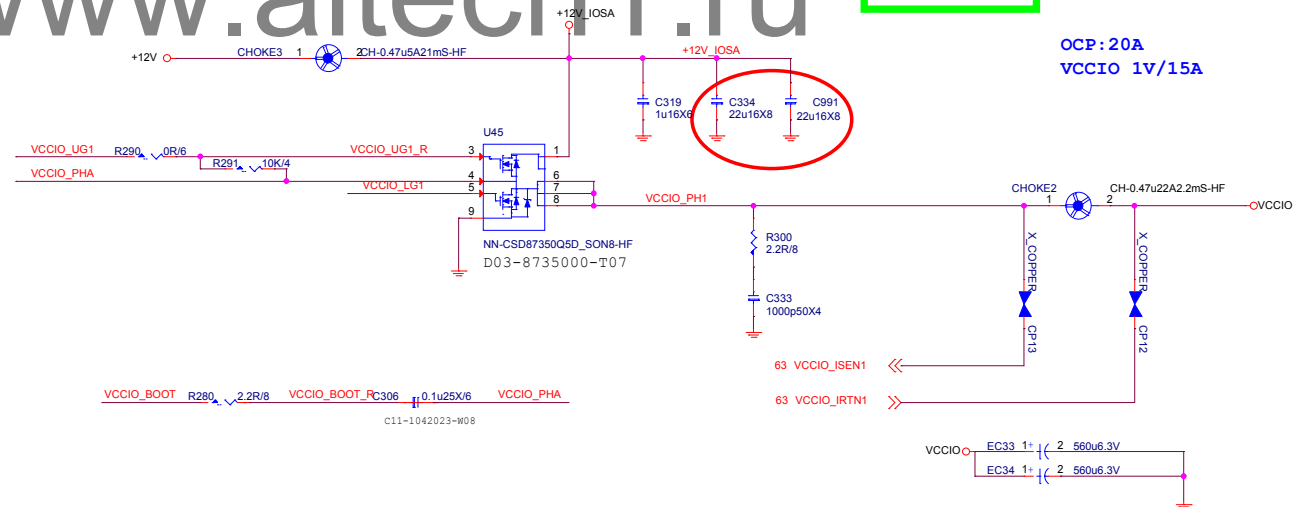 www.aitech1.ru
+12V_IOSA
+12V
CHOKE3 1 2 CH-0.47u5A21mS-HF
+12V_IOSA
OCP:20A
VCCIO 1V/15A
C319
1u16X6
C334
22u16X8
C991
22u16X8
U45
VCCIO_UG1 R290 0R/6 VCCIO_UG1_R 3 1
R291 10K/4
VCCIO_PHA 4 6
VCCIO_LG1 5 7
8 VCCIO_PH1
9
CHOKE2 CH-0.47u22A2.2mS-HF
1 2
VCCIO
NN-CSD87350Q5D_SON8-HF
D03-8735000-T07
R300
2.2R/8
X_COPPER
X_COPPER
C333
1000p50X4
CP13
CP12
63 VCCIO_ISEN1
63 VCCIO_IRTN1
VCCIO_BOOT R280 2.2R/8 VCCIO_BOOT_R C306 0.1u25X/6 VCCIO_PHA
C11-1042023-W08
VCCIO EC33 1+ 2 560u6.3V
EC34 1+ 2 560u6.3V